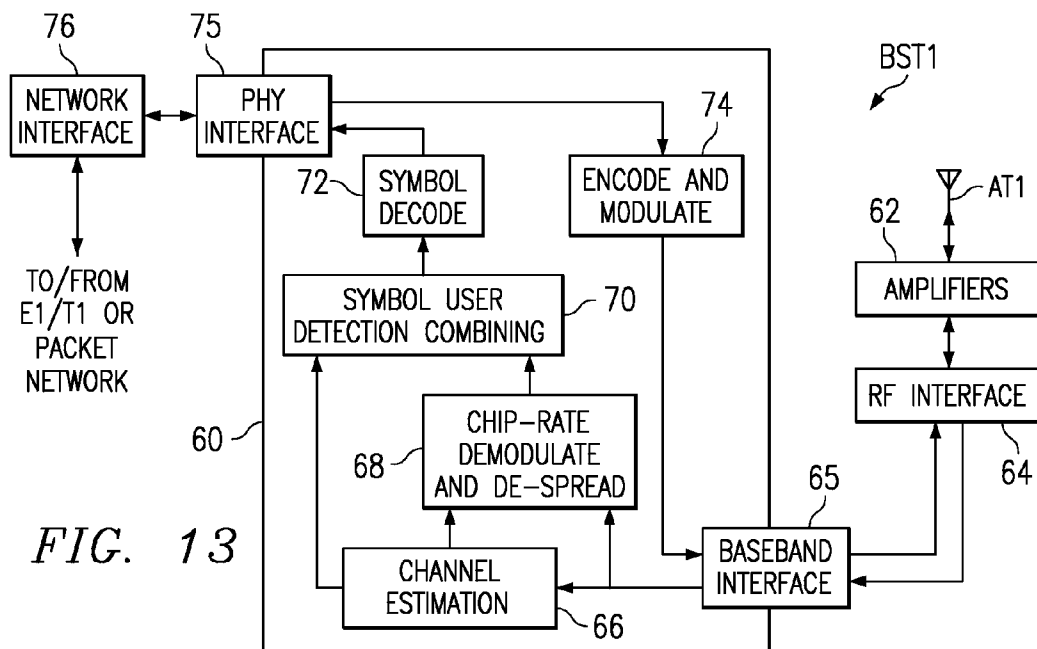 76
75
BST1
NETWORK
INTERFACE
PHY
INTERFACE
74
72
SYMBOL
DECODE
ENCODE AND
MODULATE
AT1
62
TO/FROM
E1/T1 OR
PACKET
NETWORK
SYMBOL USER
DETECTION COMBINING
70
AMPLIFIERS
RF INTERFACE
60
68
CHIP-RATE
DEMODULATE
AND DE-SPREAD
64
65
FIG. 13
CHANNEL
ESTIMATION
BASEBAND
INTERFACE
66